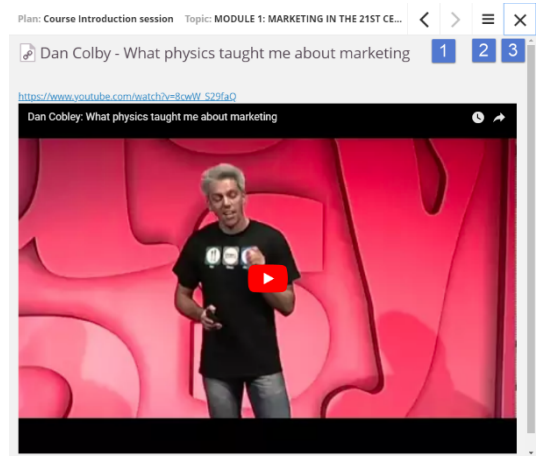 Plan: Course Introduction session Topic: MODULE 1: MARKETING IN THE 21ST CE...
Dan Colby - What physics taught me about marketing
1 2 3
https://www.youtube.com/watch?v=8cwW_S29faQ
Dan Cobley: What physics taught me about marketing